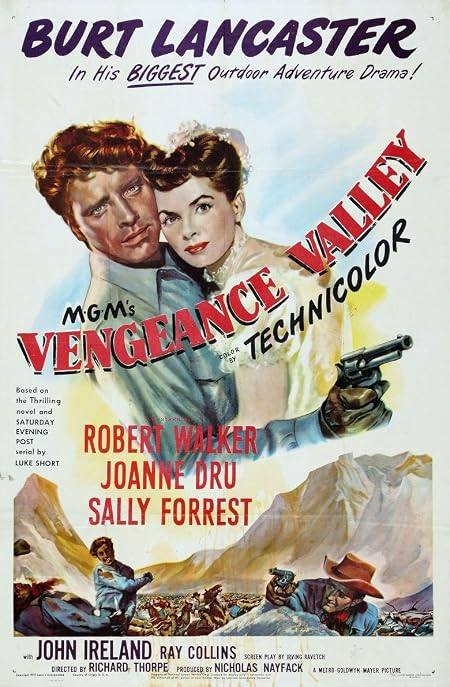 BURT LANCASTER
In His BIGGEST Outdoor Adventure Drama!
MGM's
VENGEANCE VALLEY
COLOR BY
TECHNICOLOR
Based on
the Thrilling
novel and
SATURDAY
EVENING
POST
serial by
LUKE SHORT
ROBERT WALKER
JOANNE DRU
SALLY FORREST
with JOHN IRELAND RAY COLLINS SCREEN PLAY BY IRVING RAVETCH
DIRECTED BY RICHARD THORPE PRODUCED BY NICHOLAS NAYFACK A METRO-GOLDWYN-MAYER PICTURE